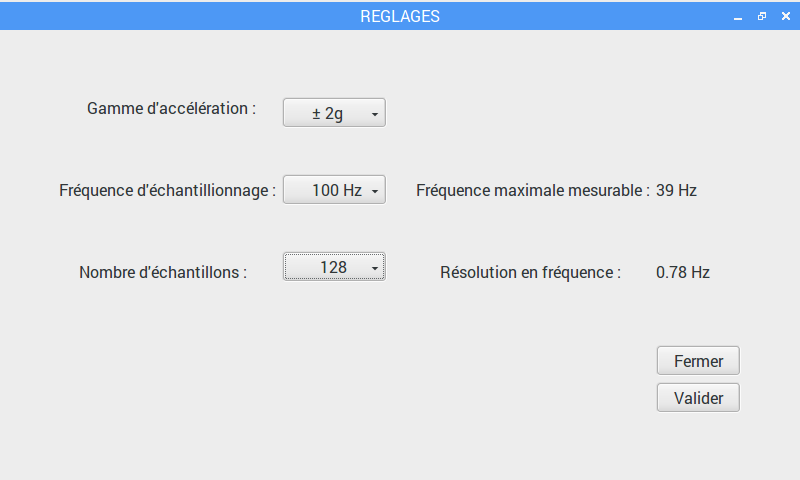 REGLAGES
Gamme d'accélération : ± 2g
Fréquence d'échantillionnage : 100 Hz Fréquence maximale mesurable : 39 Hz
Nombre d'échantillons : 128 Résolution en fréquence : 0.78 Hz
Fermer
Valider